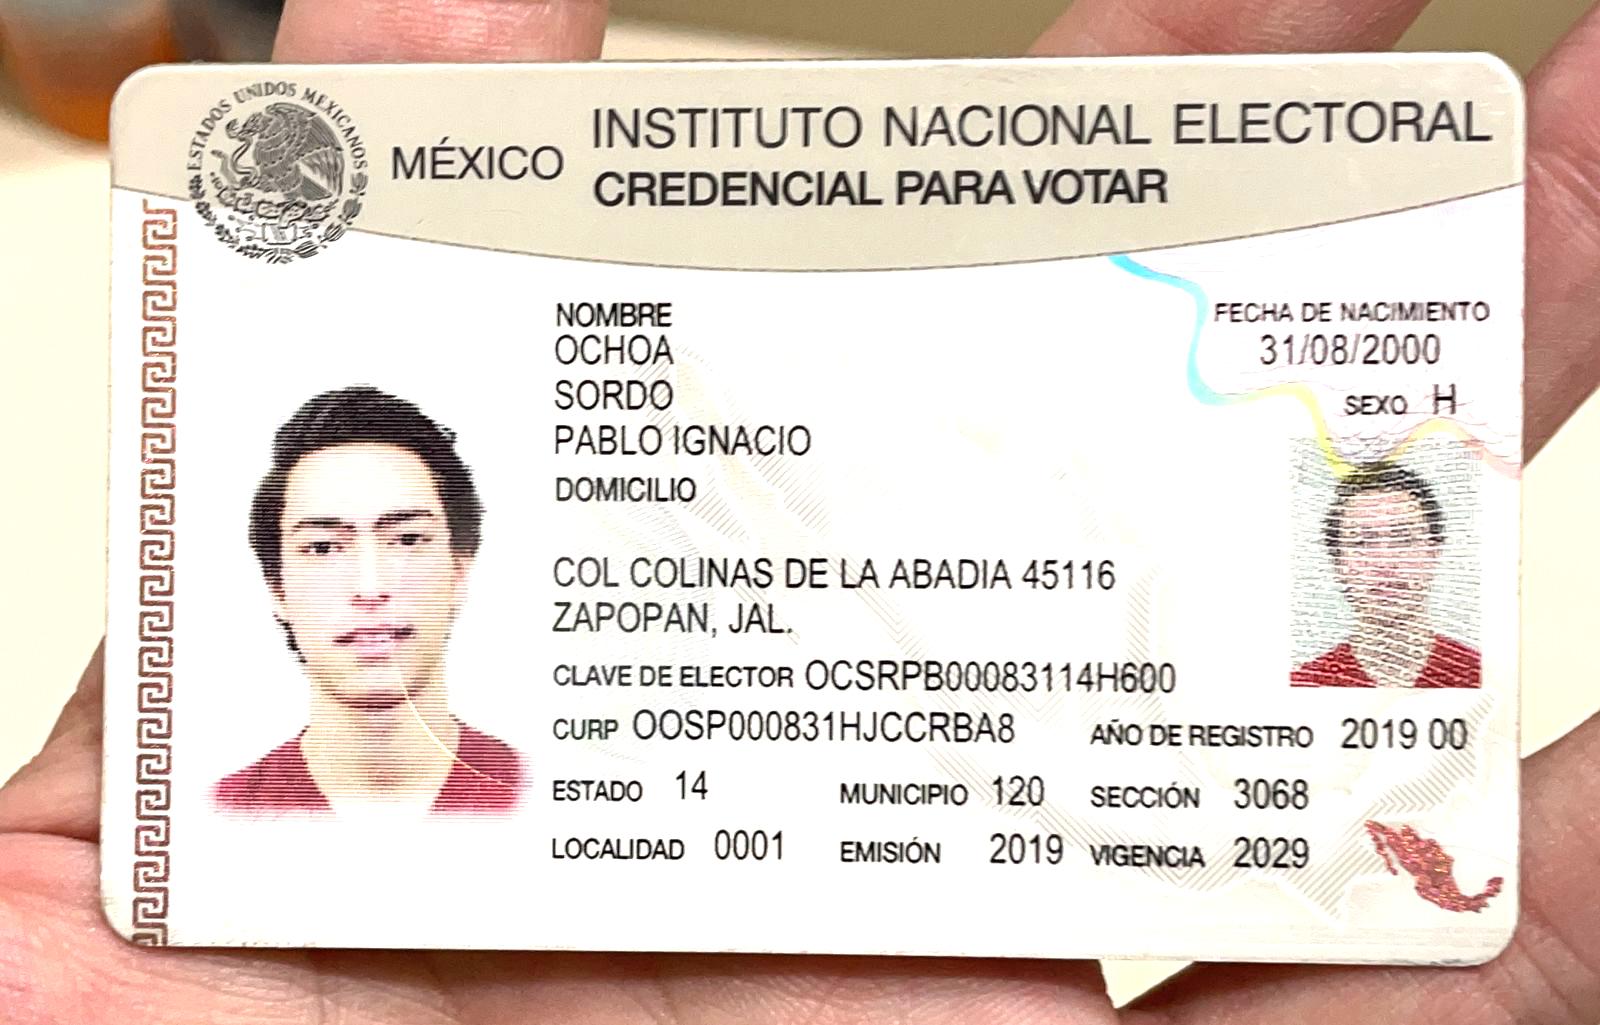 ESTADOS UNIDOS MEXICANOS
MÉXICO
INSTITUTO NACIONAL ELECTORAL
CREDENCIAL PARA VOTAR
NOMBRE
OCHOA
SORDO
PABLO IGNACIO
FECHA DE NACIMIENTO
31/08/2000
SEXO H
DOMICILIO
COL COLINAS DE LA ABADIA 45116
ZAPOPAN, JAL.
CLAVE DE ELECTOR OCSRPB00083114H600
CURP OOSP000831HJCCRBA8 AÑO DE REGISTRO 2019 00
ESTADO 14 MUNICIPIO 120 SECCIÓN 3068
LOCALIDAD 0001 EMISIÓN 2019 VIGENCIA 2029